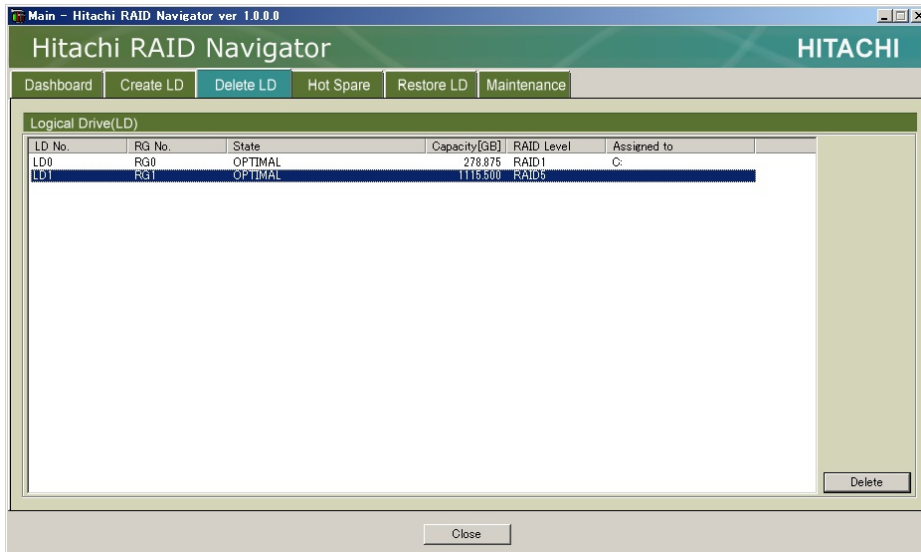 Main - Hitachi RAID Navigator ver 1.0.0.0
Hitachi RAID Navigator HITACHI
Dashboard Create LD Delete LD Hot Spare Restore LD Maintenance
Logical Drive(LD)
LD No. RG No. State Capacity[GB] RAID Level Assigned to
LD0 RG0 OPTIMAL 278.875 RAID1 C:
LD1 RG1 OPTIMAL 1115.500 RAID5
Delete
Close